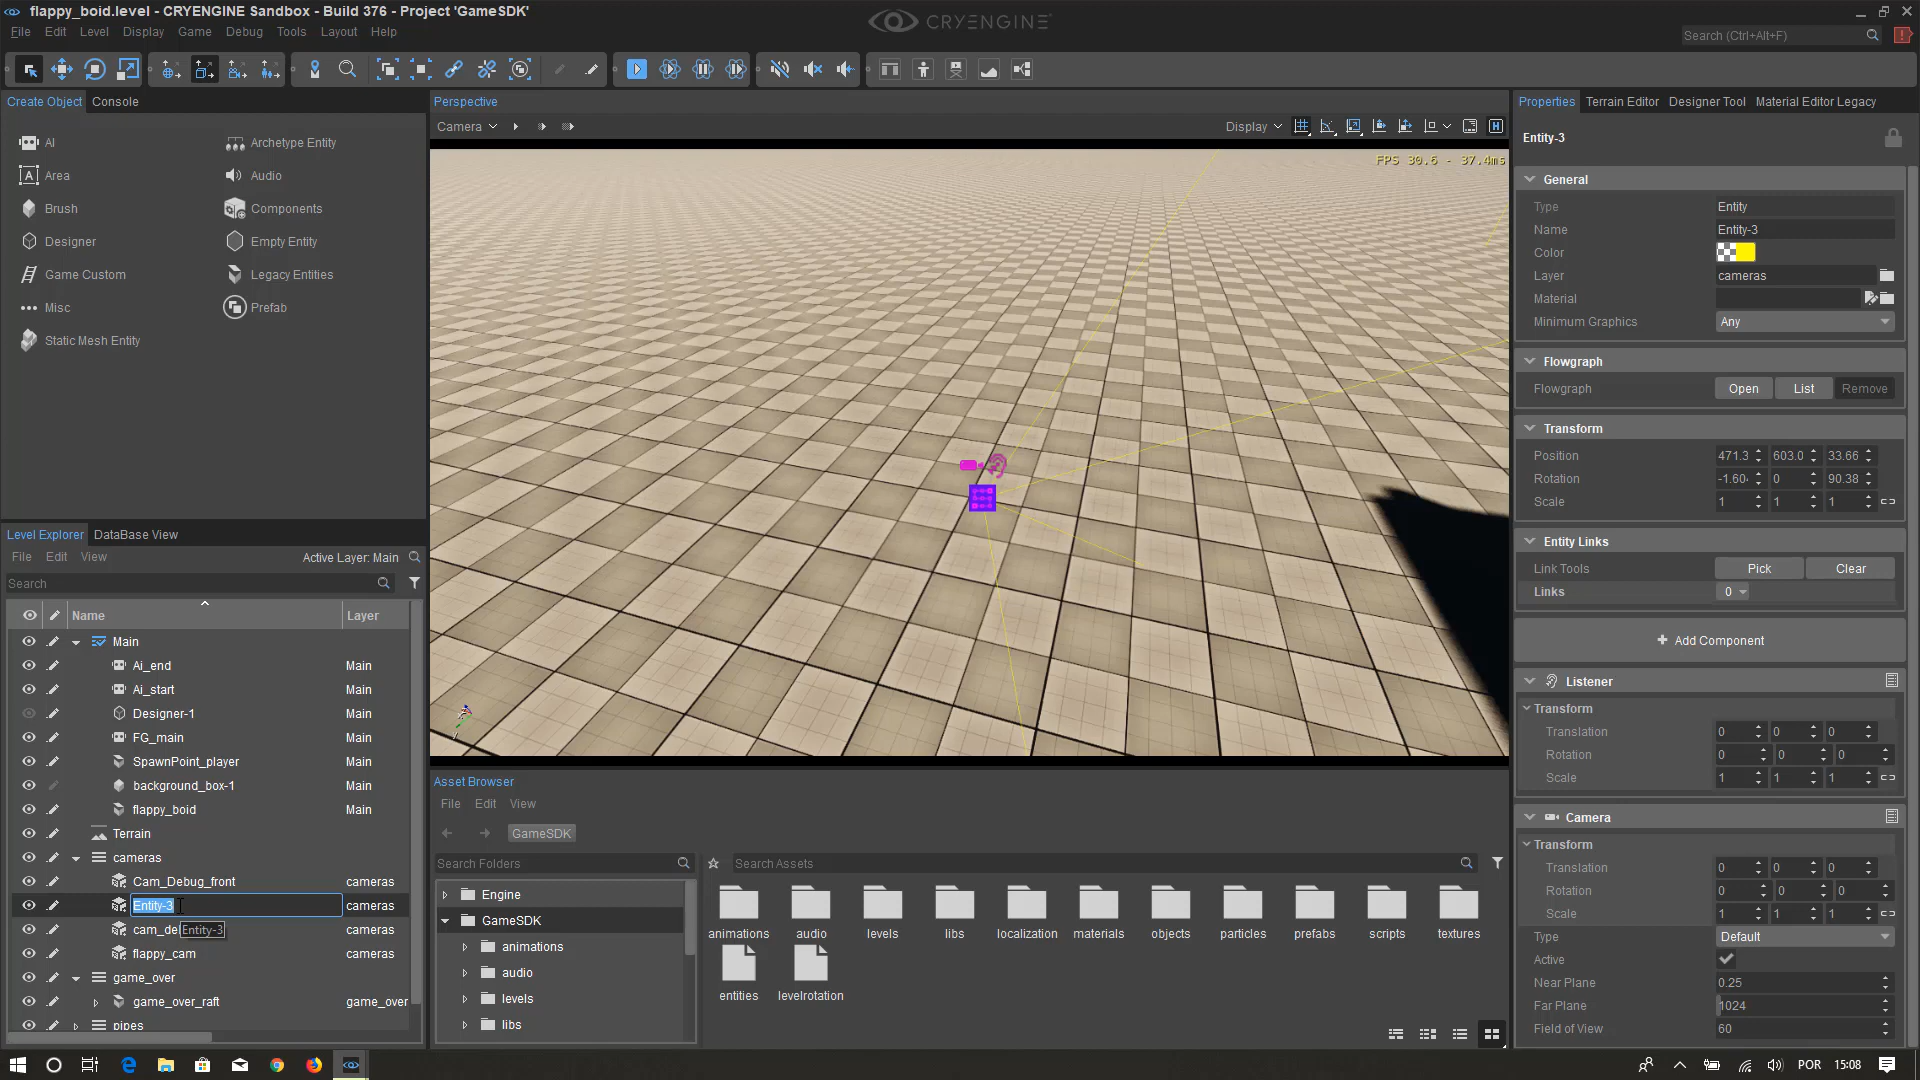 flappy_boid.level - CRYENGINE Sandbox - Build 376 - Project 'GameSDK'
CRYENGINE
File Edit Level Display Game Debug Tools Layout Help
Search (Ctrl+Alt+F)
Create Object Console
AI Archetype Entity
Area Audio
Brush Components
Designer Empty Entity
Game Custom Legacy Entities
Misc Prefab
Static Mesh Entity
Level Explorer DataBase View
File Edit View Active Layer: Main
Search
Name Layer
Main
Ai_end Main
Ai_start Main
Designer-1 Main
FG_main Main
SpawnPoint_player Main
background_box-1 Main
flappy_boid Main
Terrain
cameras
Cam_Debug_front cameras
Entity-3 cameras
cam_de Entity-3 cameras
flappy_cam cameras
game_over
game_over_raft game_over
pipes
Perspective
Camera Display
FPS 30.6 - 37.4ms
Asset Browser
File Edit View
GameSDK
Search Folders
Search Assets
Engine
GameSDK
animations
audio
levels
libs
animations audio levels libs localization materials objects particles prefabs scripts textures
entities levelrotation
Properties Terrain Editor Designer Tool Material Editor Legacy
Entity-3
General
Type Entity
Name Entity-3
Color
Layer cameras
Material
Minimum Graphics Any
Flowgraph
Flowgraph Open List Remove
Transform
Position 471.3 603.0 33.66
Rotation -1.60 0 90.38
Scale 1 1 1
Entity Links
Link Tools Pick Clear
Links 0
Add Component
Listener
Transform
Translation 0 0 0
Rotation 0 0 0
Scale 1 1 1
Camera
Transform
Translation 0 0 0
Rotation 0 0 0
Scale 1 1 1
Type Default
Active
Near Plane 0.25
Far Plane 1024
Field of View 60
POR 15:08